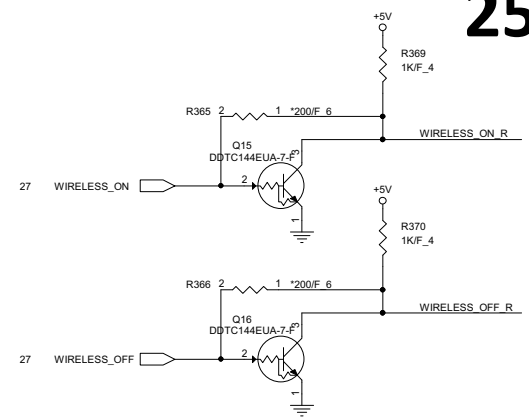 25
+5V
R369
1K/F_4
R365 2 1 *200/F_6
WIRELESS_ON_R
Q15
DDTC144EUA-7-F
3
27 WIRELESS_ON 2
1
+5V
R370
1K/F_4
R366 2 1 *200/F_6
WIRELESS_OFF_R
Q16
DDTC144EUA-7-F
3
27 WIRELESS_OFF 2
1